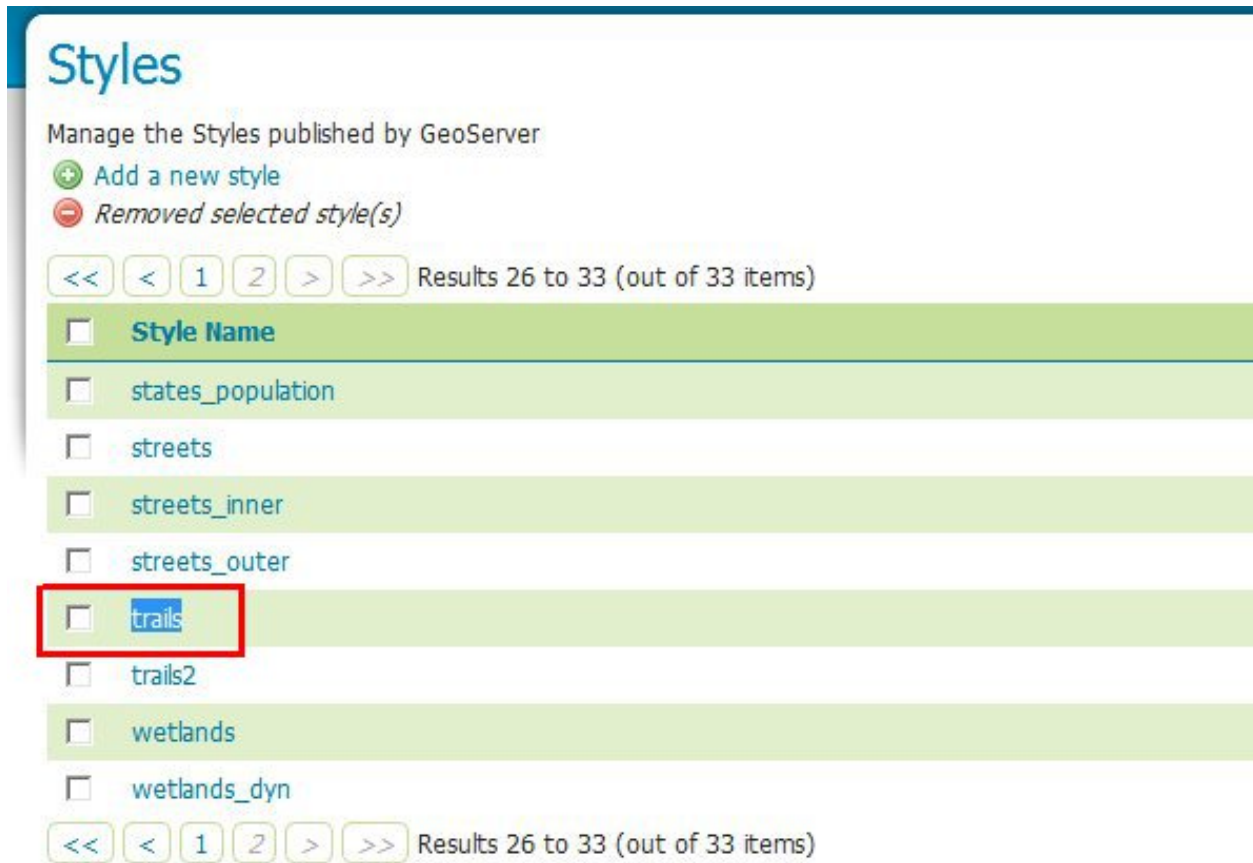 Styles
Manage the Styles published by GeoServer
Add a new style
Removed selected style(s)
<< < 1 2 > >> Results 26 to 33 (out of 33 items)
Style Name
states_population
streets
streets_inner
streets_outer
trails
trails2
wetlands
wetlands_dyn
<< < 1 2 > >> Results 26 to 33 (out of 33 items)